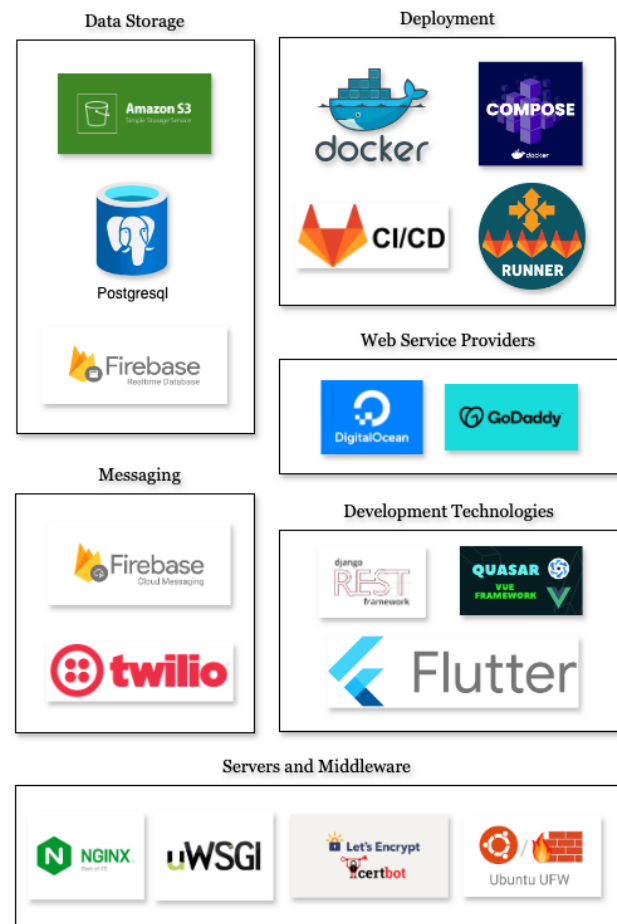 Data Storage
Amazon S3
Simple Storage Service
Postgresql
Firebase
Realtime Database
Deployment
docker
COMPOSE
docker
CI/CD
RUNNER
Web Service Providers
DigitalOcean
GoDaddy
Messaging
Firebase
Cloud Messaging
twilio
Development Technologies
django
REST
framework
QUASAR
VUE
FRAMEWORK
Flutter
Servers and Middleware
NGINX
Part of F5
uWSGI
Let's Encrypt
certbot
/
Ubuntu UFW